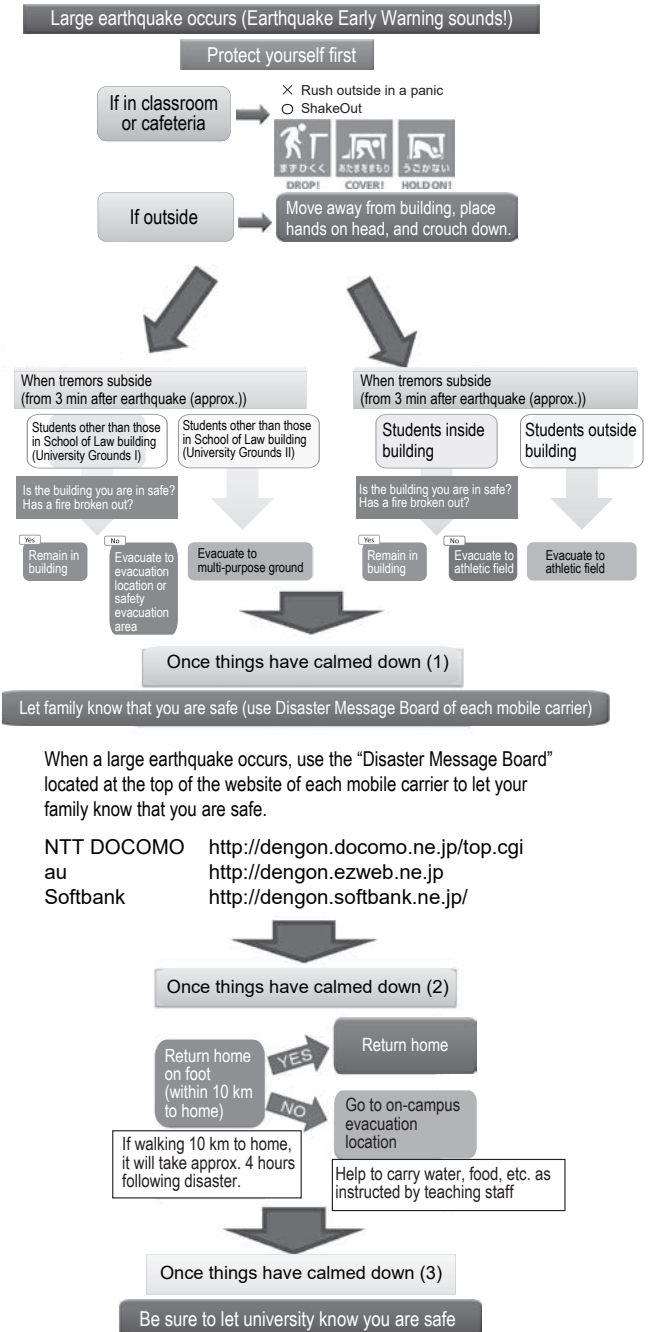 Large earthquake occurs (Earthquake Early Warning sounds!)
Protect yourself first
If in classroom
or cafeteria
× Rush outside in a panic
○ ShakeOut
まずひくく
あたまをまもり
うごかない
DROP!
COVER!
HOLD ON!
If outside
Move away from building, place
hands on head, and crouch down.
When tremors subside
(from 3 min after earthquake (approx.))
Students other than those
in School of Law building
(University Grounds I)
Students other than those
in School of Law building
(University Grounds II)
Is the building you are in safe?
Has a fire broken out?
Yes
Remain in
building
No
Evacuate to
evacuation
location or
safety
evacuation
area
Evacuate to
multi-purpose ground
When tremors subside
(from 3 min after earthquake (approx.))
Students inside
building
Students outside
building
Is the building you are in safe?
Has a fire broken out?
Yes
Remain in
building
No
Evacuate to
athletic field
Evacuate to
athletic field
Once things have calmed down (1)
Let family know that you are safe (use Disaster Message Board of each mobile carrier)
When a large earthquake occurs, use the “Disaster Message Board”
located at the top of the website of each mobile carrier to let your
family know that you are safe.
NTT DOCOMO http://dengon.docomo.ne.jp/top.cgi
au http://dengon.ezweb.ne.jp
Softbank http://dengon.softbank.ne.jp/
Once things have calmed down (2)
Return home
on foot
(within 10 km
to home)
YES
Return home
NO
Go to on-campus
evacuation
location
If walking 10 km to home,
it will take approx. 4 hours
following disaster.
Help to carry water, food, etc. as
instructed by teaching staff
Once things have calmed down (3)
Be sure to let university know you are safe